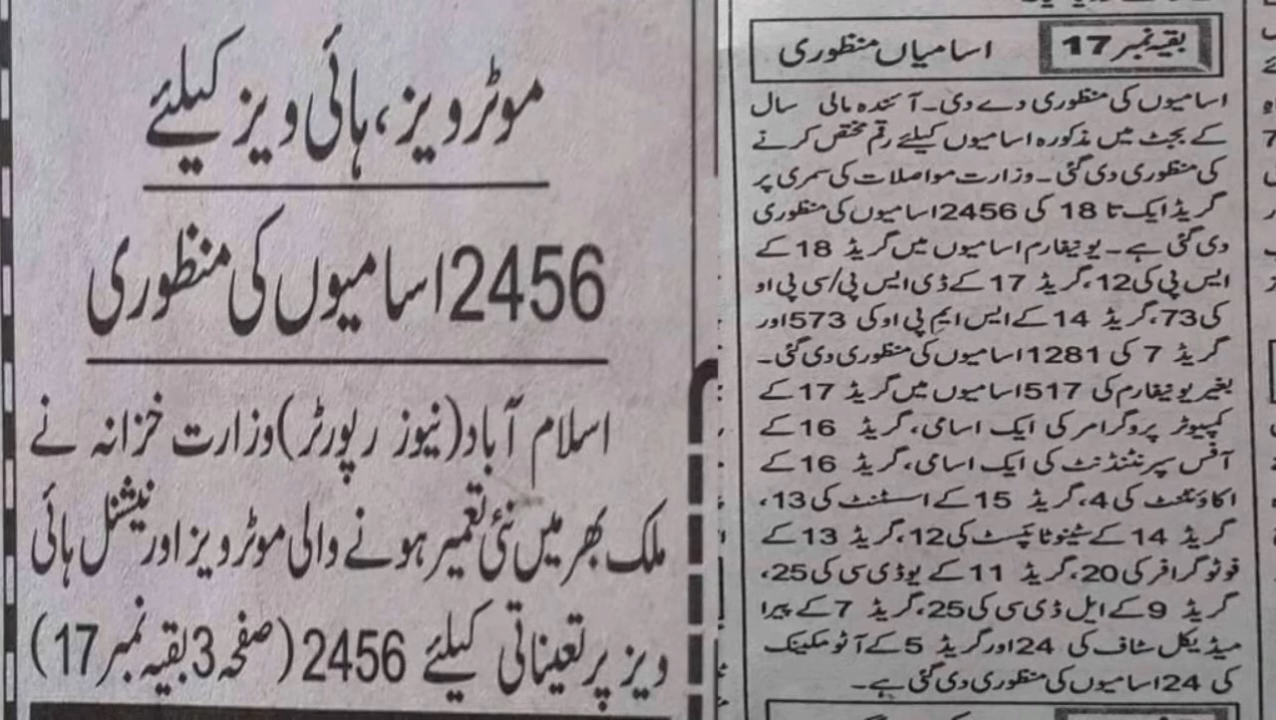 موٹرویز، ہائی ویز کیلئے
2456 اسامیوں کی منظوری
اسلام آباد (نیوز رپورٹر) وزارت خزانہ نے
ملک بھر میں نئی تعمیر ہونے والی موٹرویز اور نیشنل ہائی
ویز پر تعیناتی کیلئے 2456 (صفحہ 3 بقیہ نمبر 17)
بقیہ نمبر 17 اسامیاں منظوری
اسامیوں کی منظوری دے دی۔ آئندہ مالی سال
کے بجٹ میں مذکورہ اسامیوں کیلئے رقم مختص کرنے
کی منظوری دی گئی۔ وزارت مواصلات کی سمری پر
گریڈ ایک تا 18 کی 2456 اسامیوں کی منظوری
دی گئی ہے۔ یونیفارم اسامیوں میں گریڈ 18 کے
ایس پی کی 12، گریڈ 17 کے ڈی ایس پی/سی پی او
کی 73، گریڈ 14 کے ایس ایم پی او کی 573 اور
گریڈ 7 کی 1281 اسامیوں کی منظوری دی گئی۔
بغیر یونیفارم کی 517 اسامیوں میں گریڈ 17 کے
کمپیوٹر پروگرامر کی ایک اسامی، گریڈ 16 کے
آفس سپرنٹنڈنٹ کی ایک اسامی، گریڈ 16 کے
اکاؤنٹنٹ کی 4، گریڈ 15 کے اسسٹنٹ کی 13،
گریڈ 14 کے سٹینوٹائپسٹ کی 12، گریڈ 13 کے
فوٹوگرافر کی 20، گریڈ 11 کے یوڈی سی کی 25،
گریڈ 9 کے ایل ڈی سی کی 25، گریڈ 7 کے پیرا
میڈیکل سٹاف کی 24 اور گریڈ 5 کے آٹو مکینک
کی 24 اسامیوں کی منظوری دی گئی ہے۔